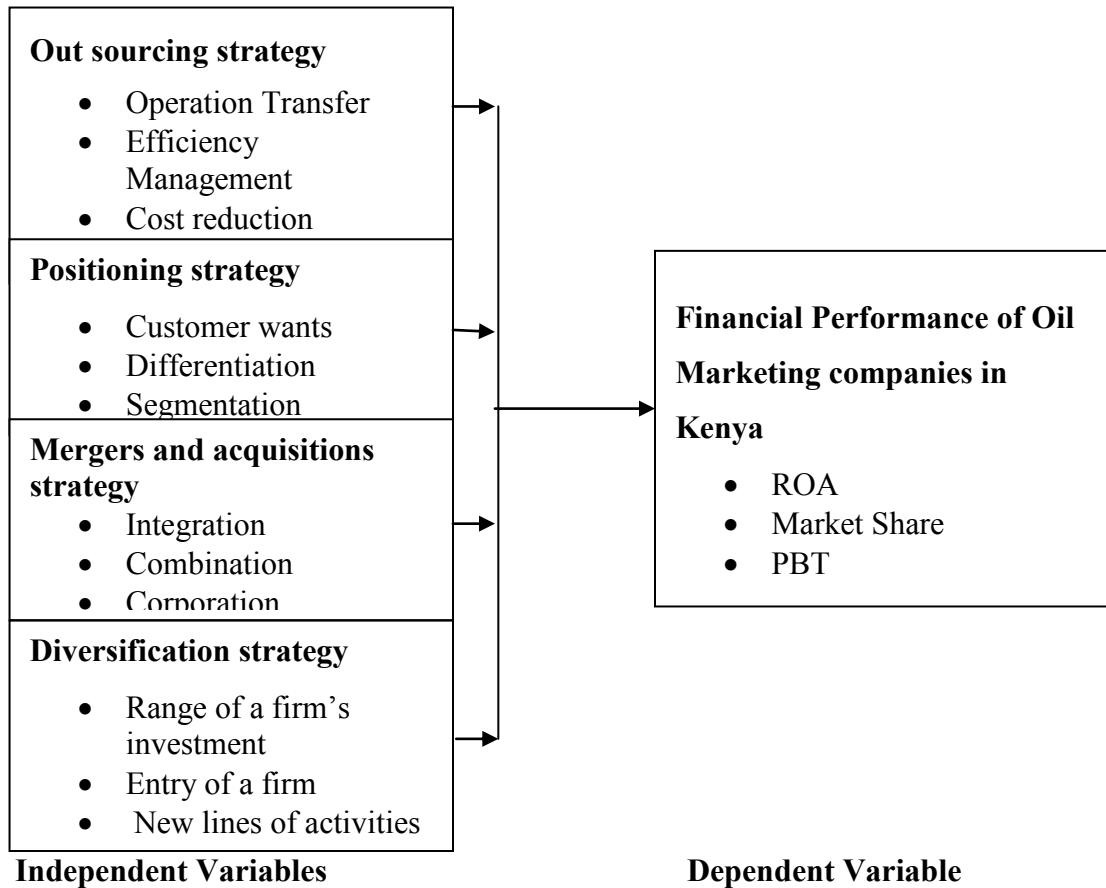 Out sourcing strategy
• Operation Transfer
• Efficiency
Management
• Cost reduction
Positioning strategy
• Customer wants
• Differentiation
• Segmentation
Mergers and acquisitions
strategy
• Integration
• Combination
• Corporation
Diversification strategy
• Range of a firm’s
investment
• Entry of a firm
• New lines of activities
Independent Variables
Financial Performance of Oil
Marketing companies in
Kenya
• ROA
• Market Share
• PBT
Dependent Variable